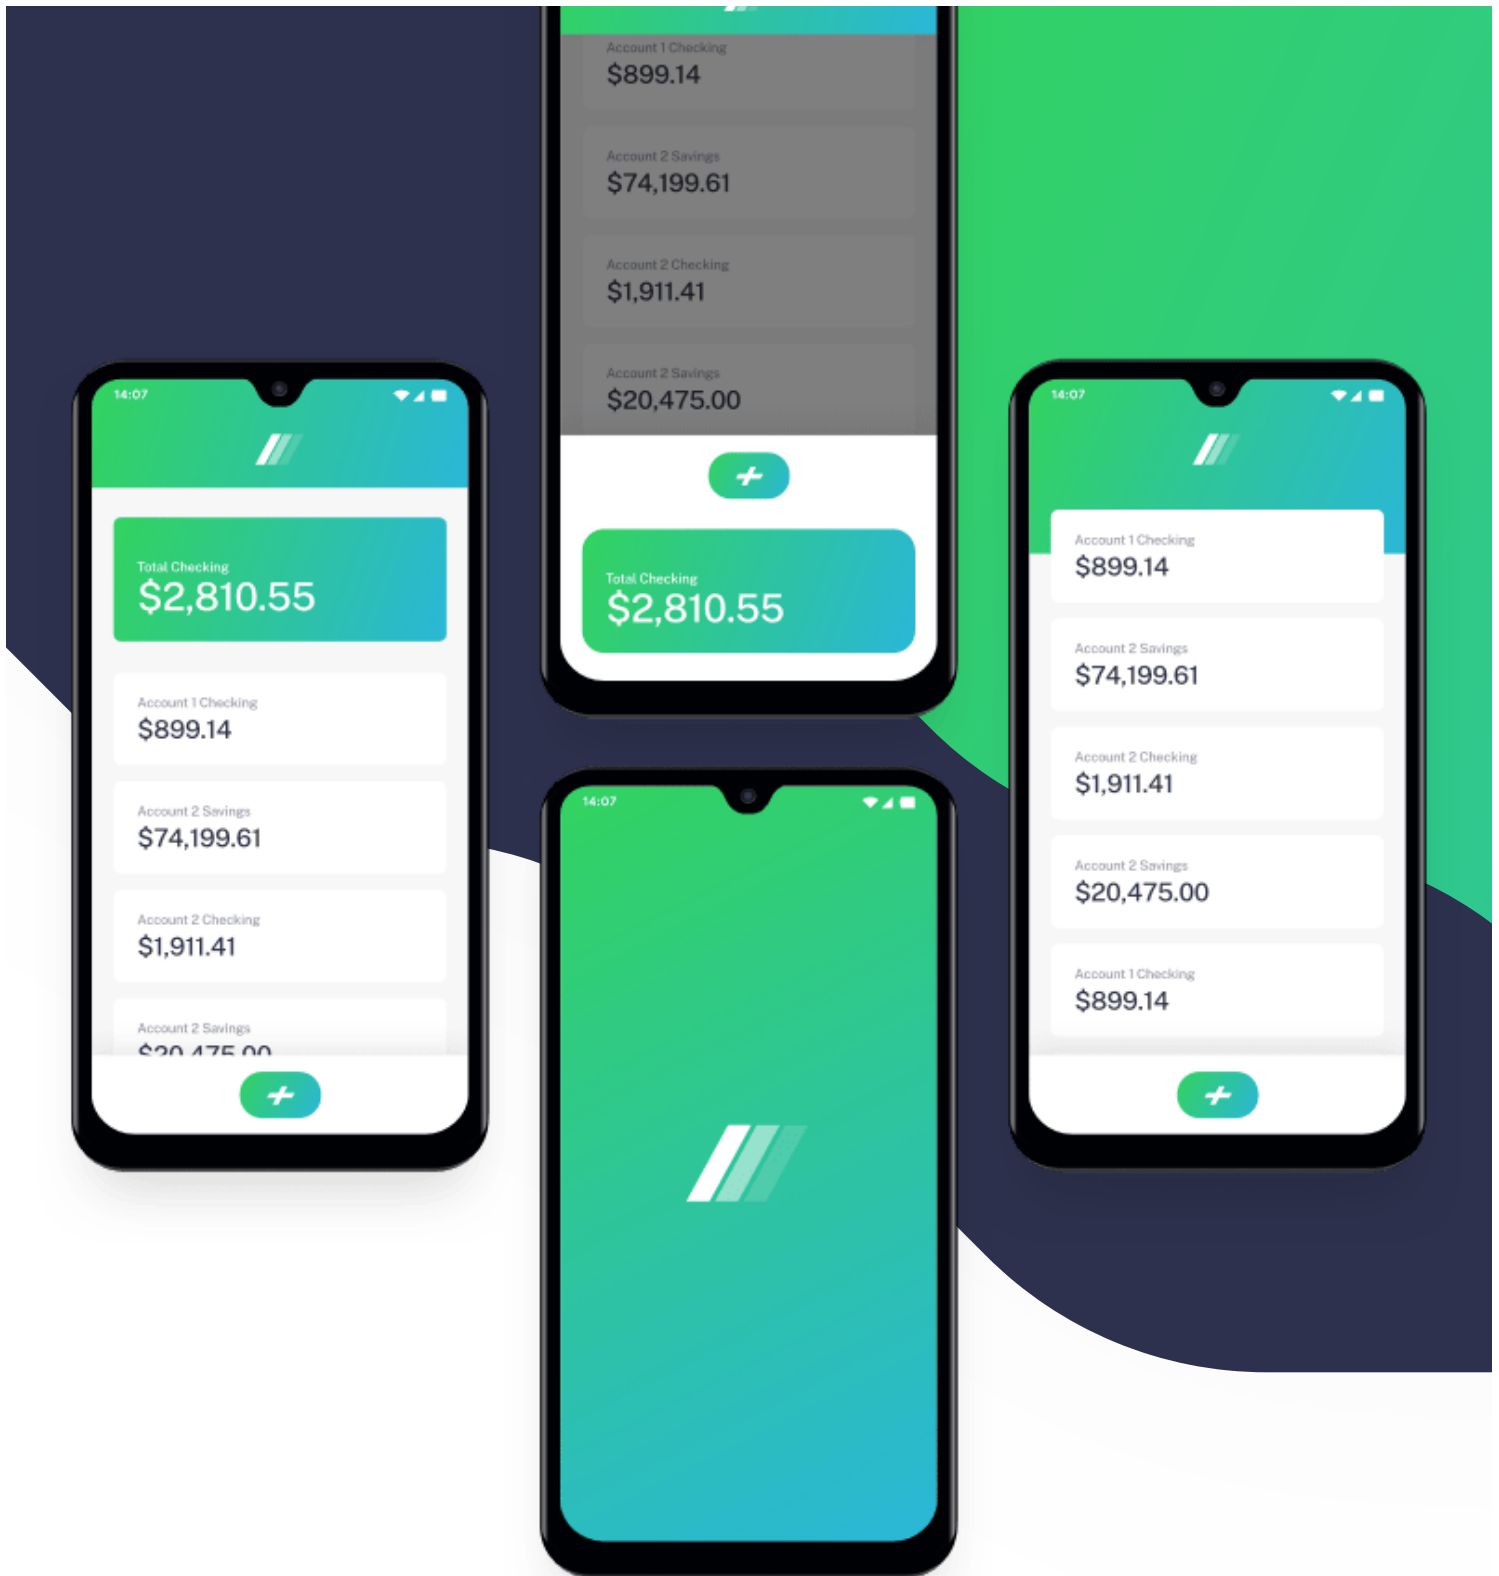 Account 1 Checking
$899.14
Account 2 Savings
$74,199.61
Account 2 Checking
$1,911.41
Account 2 Savings
$20,475.00
Total Checking
$2,810.55
14:07
Total Checking
$2,810.55
Account 1 Checking
$899.14
Account 2 Savings
$74,199.61
Account 2 Checking
$1,911.41
Account 2 Savings
$20,475.00
14:07
Account 1 Checking
$899.14
Account 2 Savings
$74,199.61
Account 2 Checking
$1,911.41
Account 2 Savings
$20,475.00
Account 1 Checking
$899.14
14:07